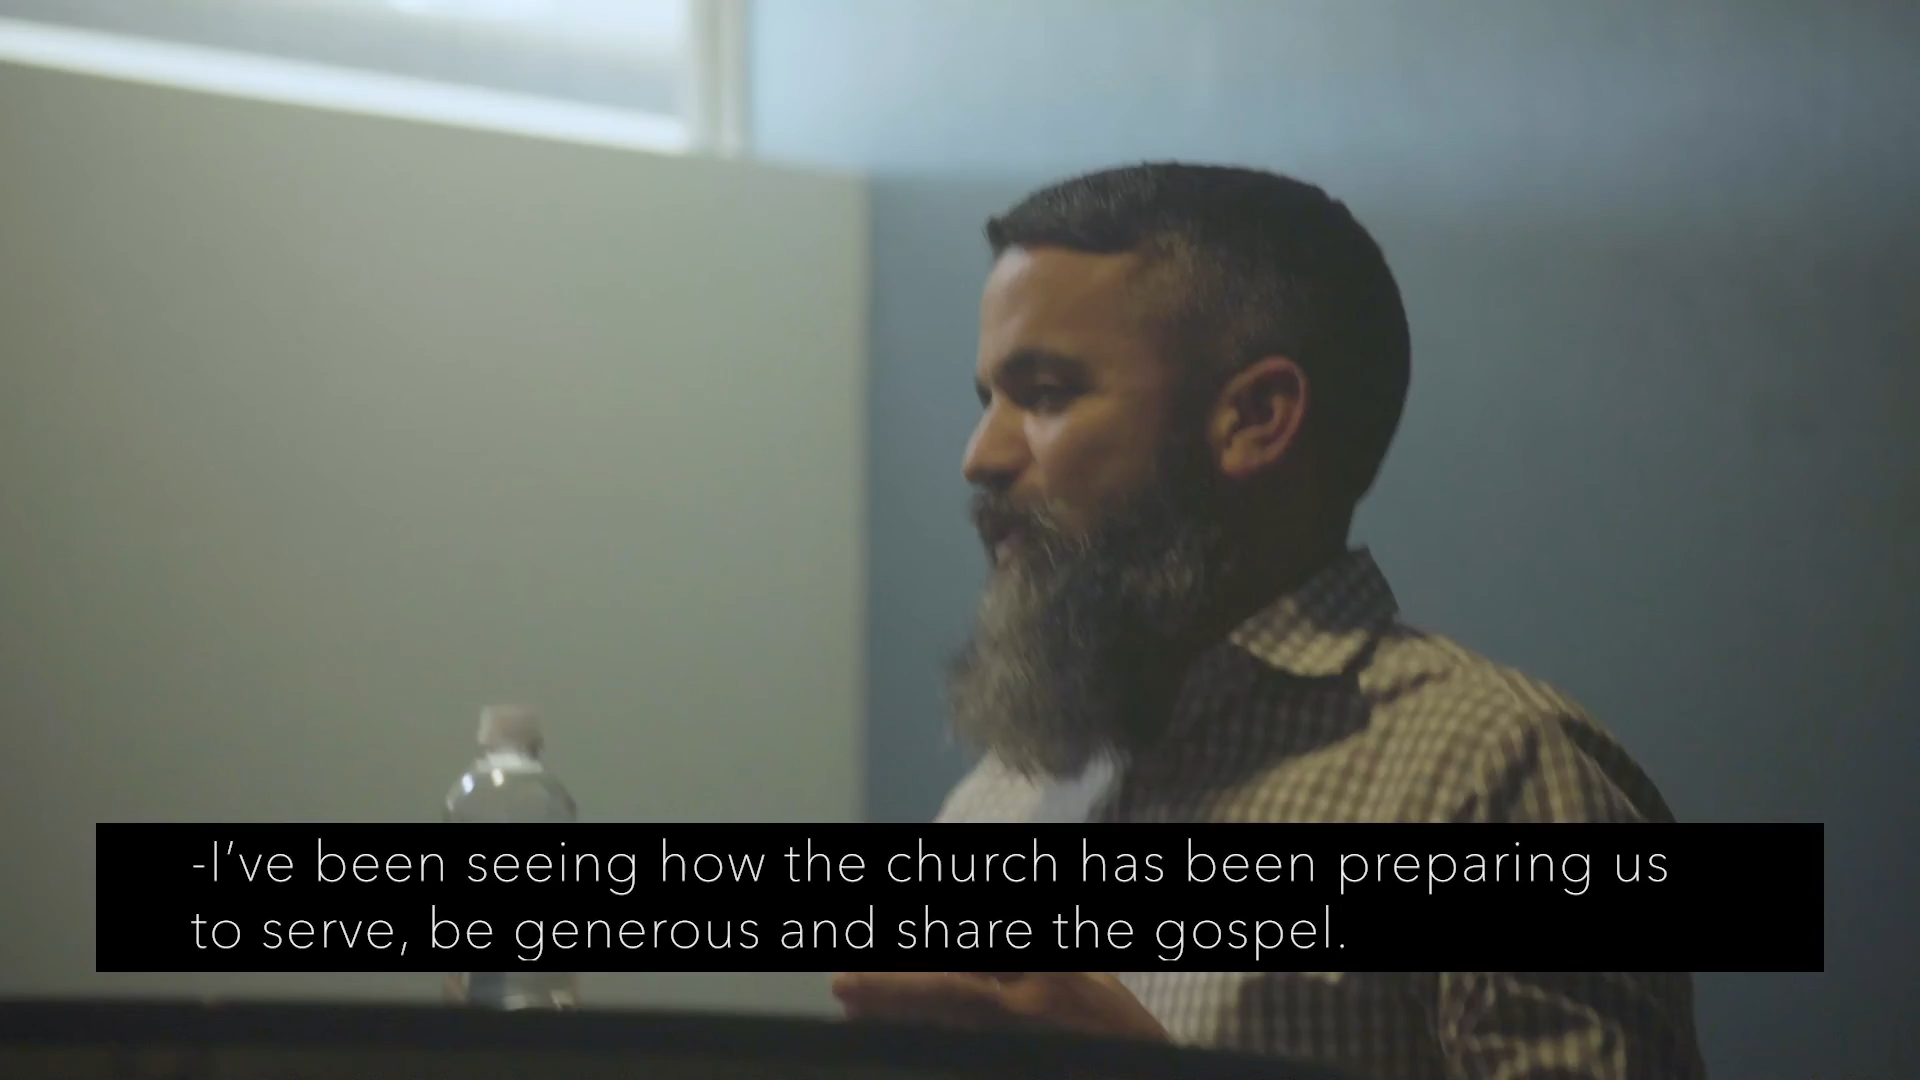 -I’ve been seeing how the church has been preparing us
to serve, be generous and share the gospel.